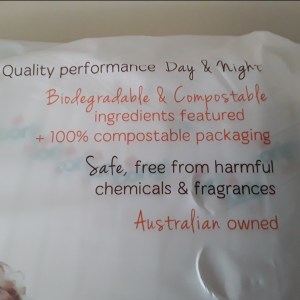 Quality performance Day & Night
Biodegradable & Compostable
ingredients featured
+ 100% compostable packaging
Safe, free from harmful
chemicals & fragrances
Australian owned